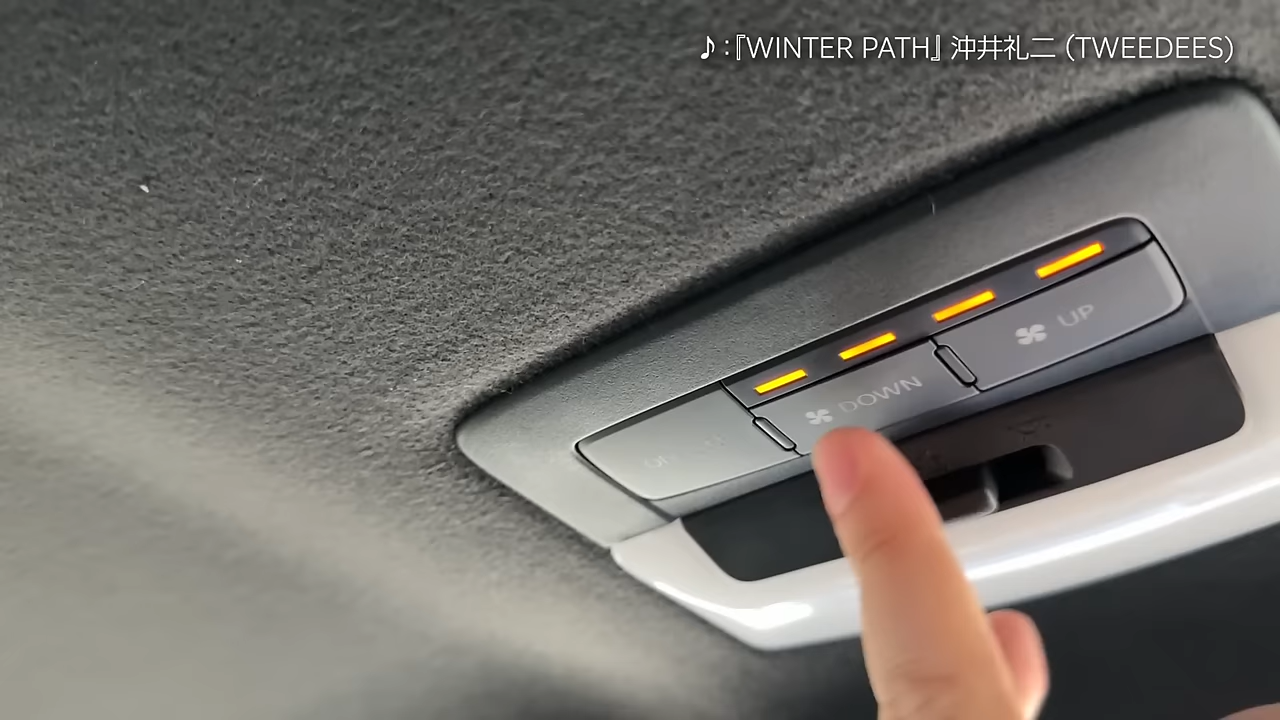 ♪:『WINTER PATH』 沖井礼二 (TWEEDEES)
UP
DOWN